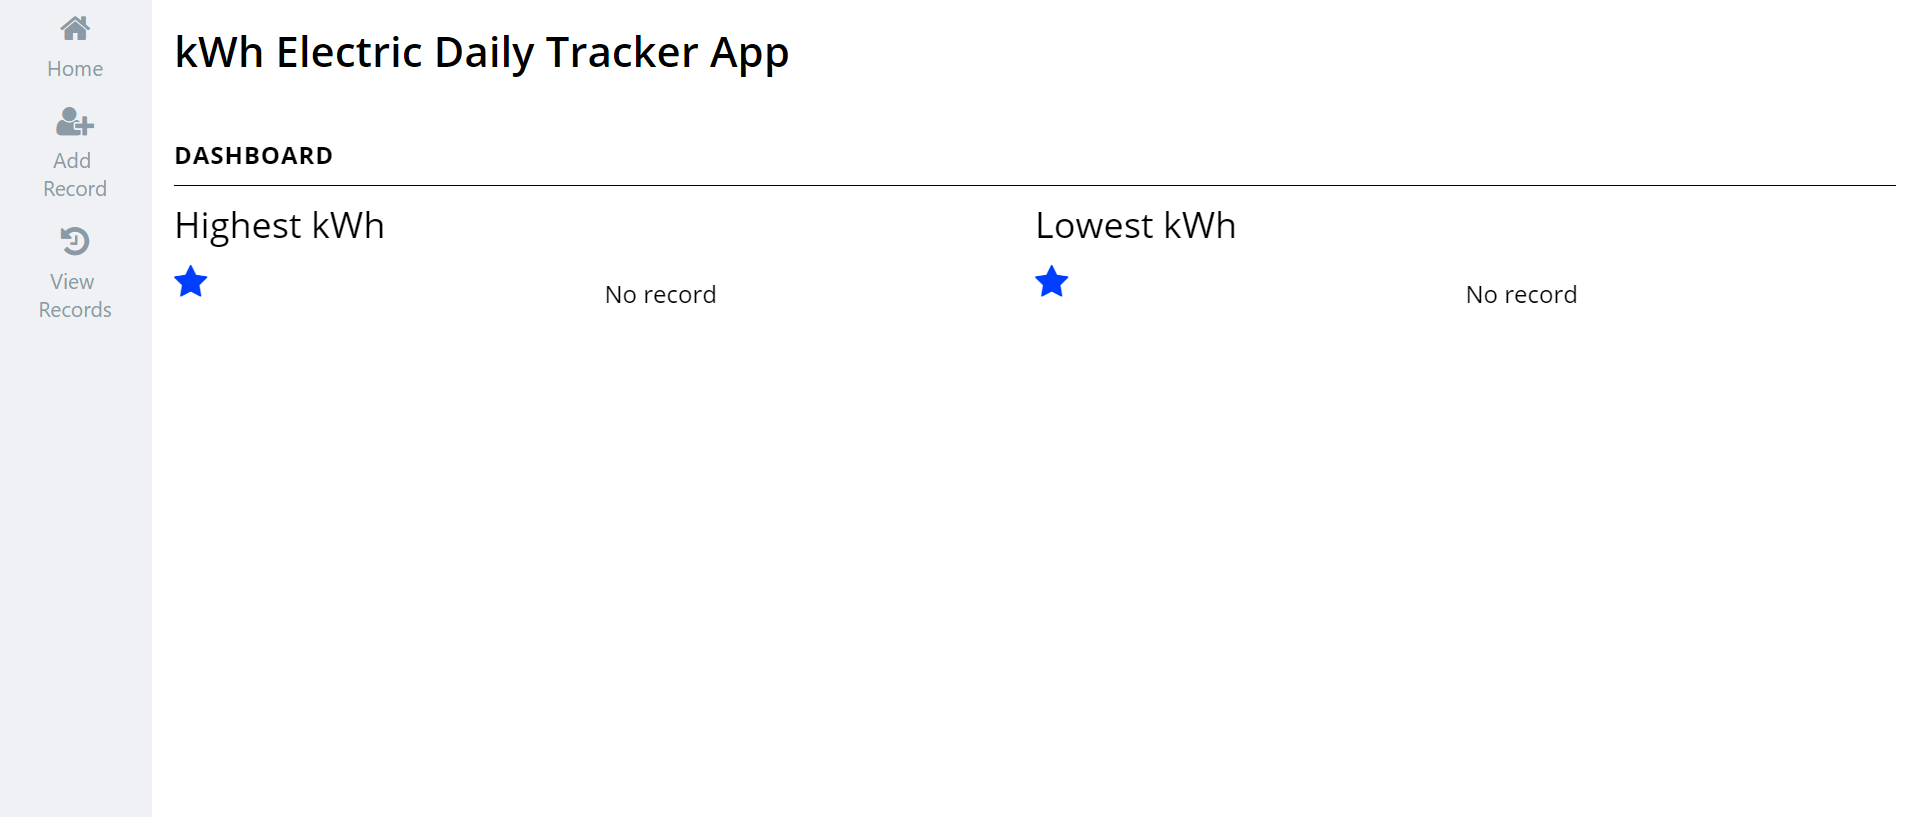 Home
Add
Record
View
Records
kWh Electric Daily Tracker App
DASHBOARD
Highest kWh
No record
Lowest kWh
No record